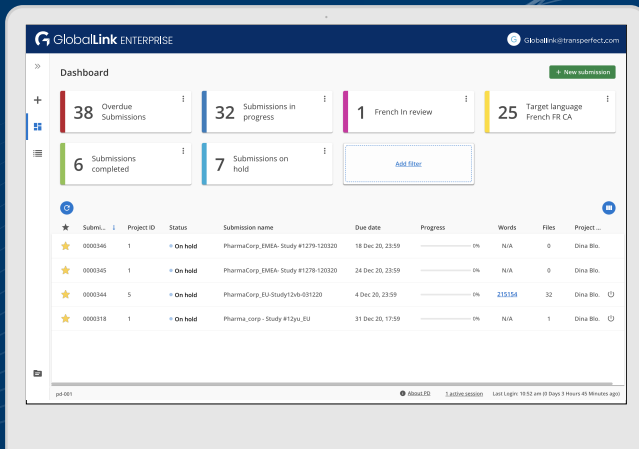 GlobalLink ENTERPRISE
G Globallink@transperfect.com
Dashboard
+ New submission
38 Overdue Submissions
32 Submissions in progress
1 French In review
25 Target language French FR CA
6 Submissions completed
7 Submissions on hold
Add filter
Submi... Project ID Status Submission name Due date Progress Words Files Project ...
0000346 1 On hold PharmaCorp_EMEA- Study #1279-120320 18 Dec 20, 23:59 0% N/A 0 Dina Blo.
0000345 1 On hold PharmaCorp_EMEA- Study #1278-120320 24 Dec 20, 23:59 0% N/A 0 Dina Blo.
0000344 5 On hold PharmaCorp_EU-Study12vb-031220 4 Dec 20, 23:59 0% 215154 32 Dina Blo.
0000318 1 On hold Pharma_corp - Study #12yu_EU 31 Dec 20, 17:59 0% N/A 1 Dina Blo.
pd-001 About PD 1 active session Last Login: 10:52 am (0 Days 3 Hours 45 Minutes ago)